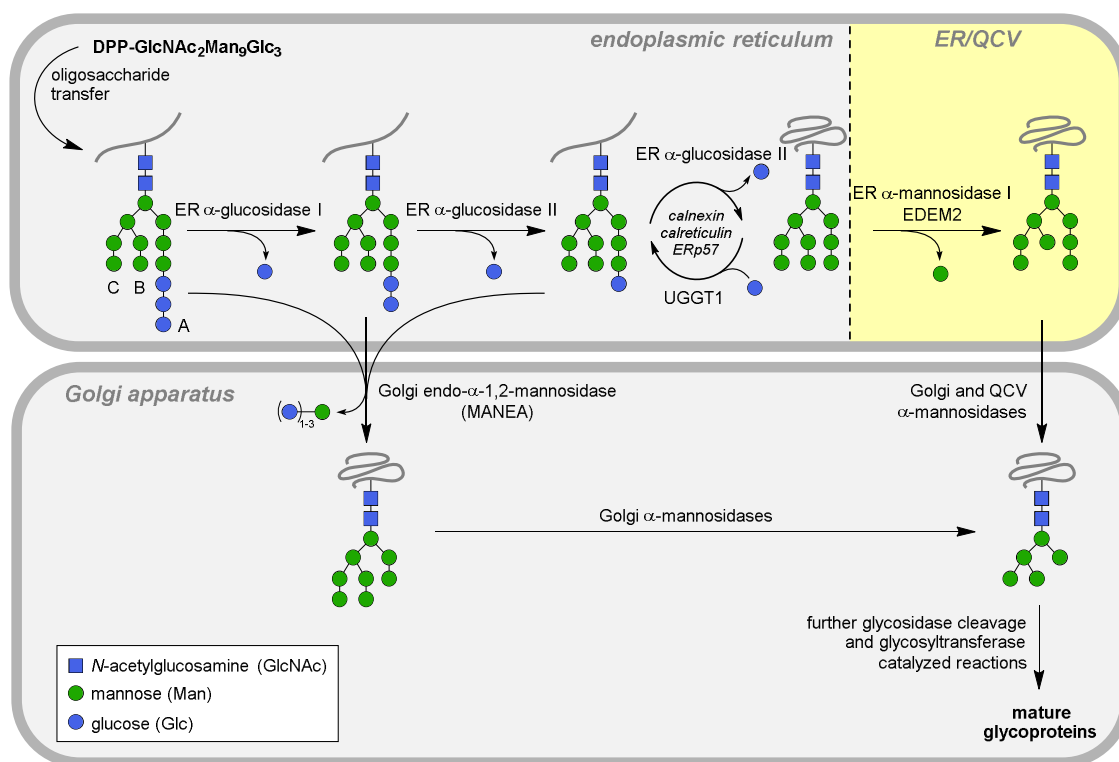 DPP-GlcNAc2Man9Glc3
endoplasmic reticulum
ER/QCV
oligosaccharide
transfer
ER α-glucosidase I
ER α-glucosidase II
ER α-glucosidase II
calnexin
calreticulin
ERp57
UGGT1
ER α-mannosidase I
EDEM2
C B
A
Golgi apparatus
( )1-3
Golgi endo-α-1,2-mannosidase
(MANEA)
Golgi and QCV
α-mannosidases
Golgi α-mannosidases
further glycosidase cleavage
and glycosyltransferase
catalyzed reactions
mature
glycoproteins
N-acetylglucosamine (GlcNAc)
mannose (Man)
glucose (Glc)